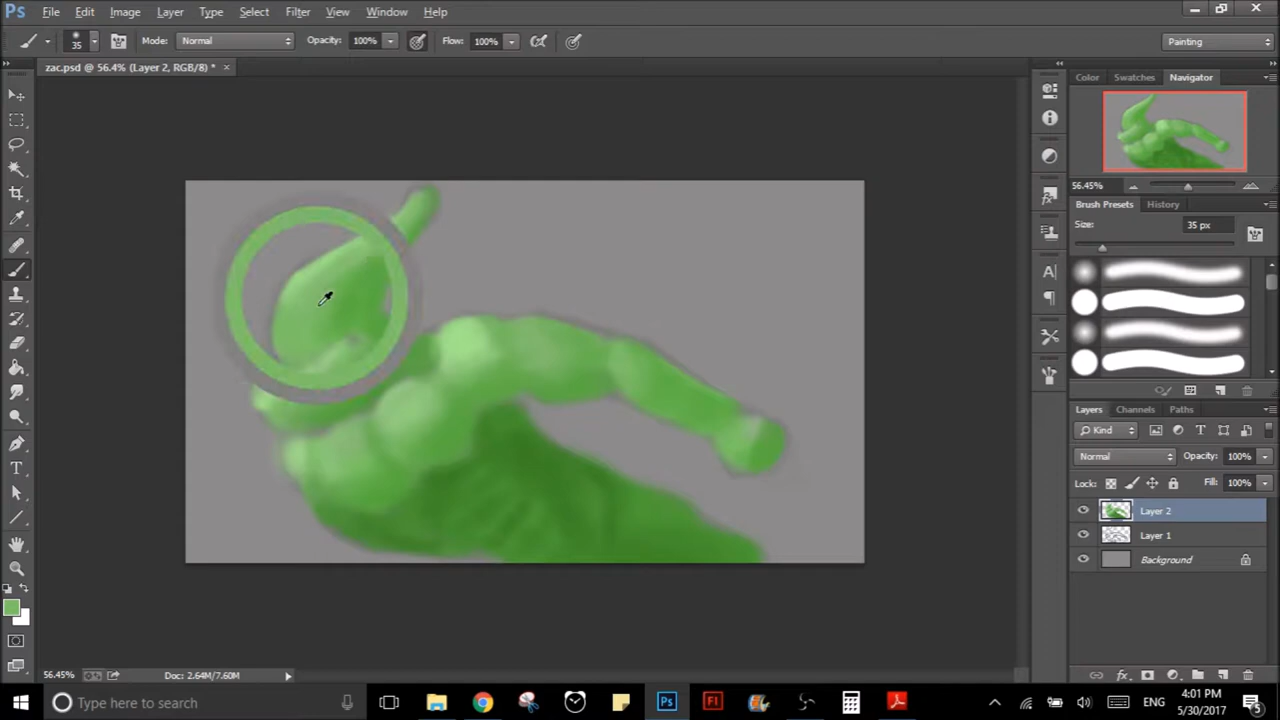 Ps File Edit Image Layer Type Select Filter View Window Help
35 Mode: Normal Opacity: 100% Flow: 100% Painting
zac.psd @ 56.4% (Layer 2, RGB/8) *
Color Swatches Navigator
56.45%
Brush Presets History
Size: 35 px
Layers Channels Paths
Kind
Normal Opacity: 100%
Lock: Fill: 100%
Layer 2
Layer 1
Background
56.45% Doc: 2.64M/7.60M
Type here to search Ps Fl ENG 4:01 PM
5/30/2017 5